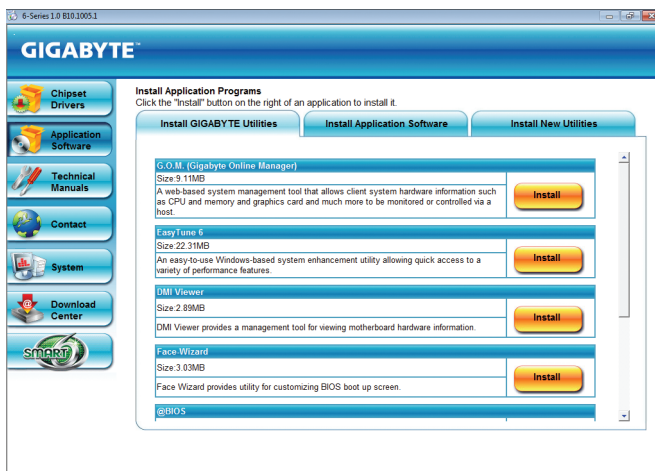 6-Series 1.0 B10.1005.1
GIGABYTE™
Chipset
Drivers
Application
Software
Technical
Manuals
Contact
System
Download
Center
SMART6
Install Application Programs
Click the "Install" button on the right of an application to install it.
Install GIGABYTE Utilities
Install Application Software
Install New Utilities
G.O.M. (Gigabyte Online Manager)
Size:9.11MB
A web-based system management tool that allows client system hardware information such
as CPU and memory and graphics card and much more to be monitored or controlled via a
host.
Install
EasyTune 6
Size:22.31MB
An easy-to-use Windows-based system enhancement utility allowing quick access to a
variety of performance features.
Install
DMI Viewer
Size:2.89MB
DMI Viewer provides a management tool for viewing motherboard hardware information.
Install
Face-Wizard
Size:3.03MB
Face Wizard provides utility for customizing BIOS boot up screen.
Install
@BIOS